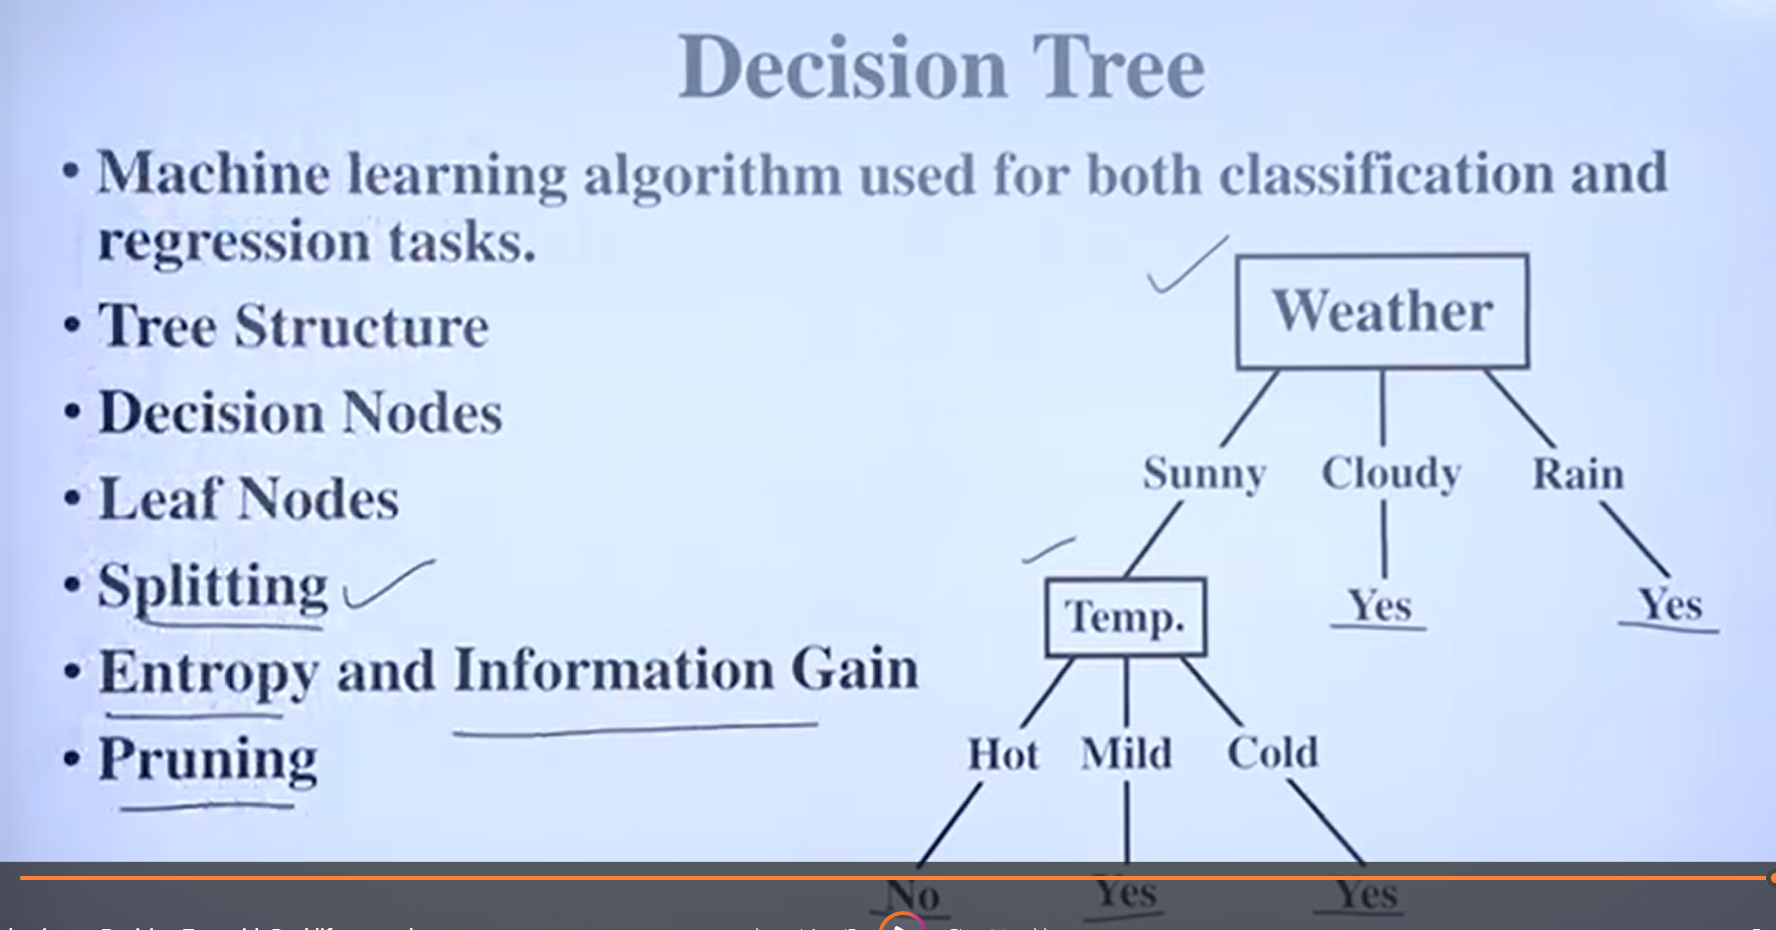 Decision Tree
• Machine learning algorithm used for both classification and
regression tasks.
• Tree Structure
• Decision Nodes
• Leaf Nodes
• Splitting
• Entropy and Information Gain
• Pruning
Weather
Sunny Cloudy Rain
Temp. Yes Yes
Hot Mild Cold
No Yes Yes